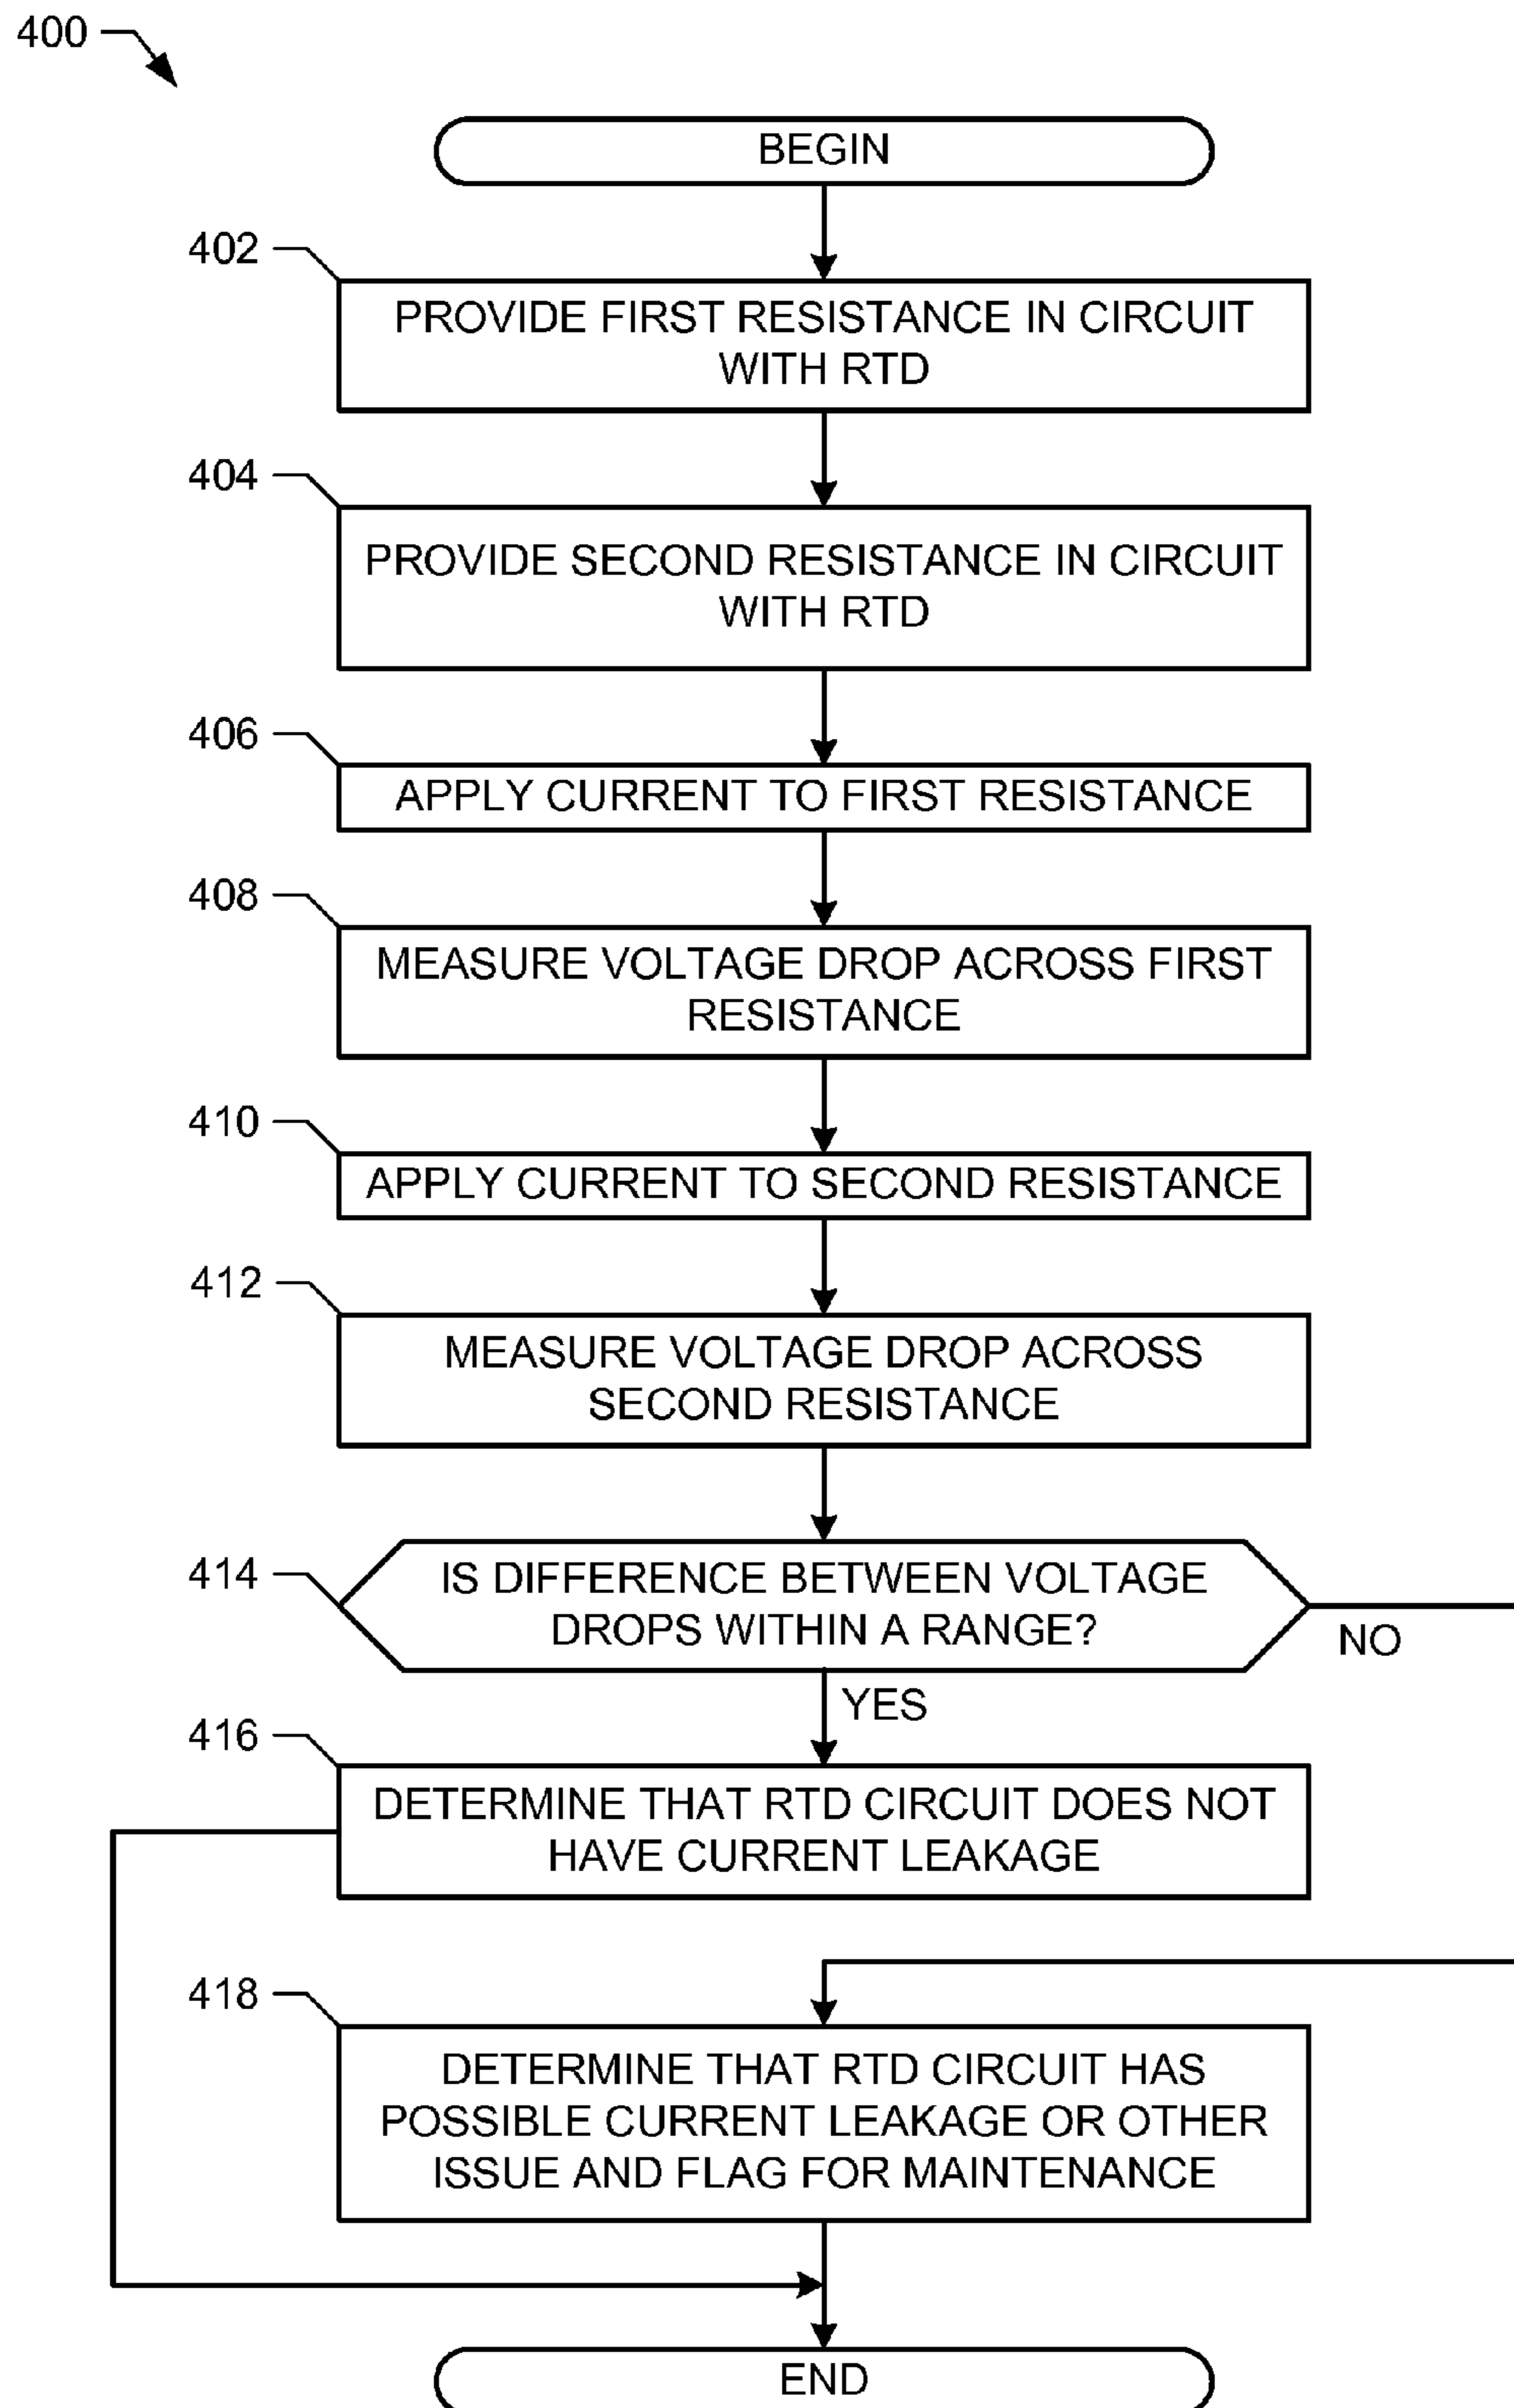 400
BEGIN
402
PROVIDE FIRST RESISTANCE IN CIRCUIT
WITH RTD
404
PROVIDE SECOND RESISTANCE IN CIRCUIT
WITH RTD
406
APPLY CURRENT TO FIRST RESISTANCE
408
MEASURE VOLTAGE DROP ACROSS FIRST
RESISTANCE
410
APPLY CURRENT TO SECOND RESISTANCE
412
MEASURE VOLTAGE DROP ACROSS
SECOND RESISTANCE
414
IS DIFFERENCE BETWEEN VOLTAGE
DROPS WITHIN A RANGE?
NO
YES
416
DETERMINE THAT RTD CIRCUIT DOES NOT
HAVE CURRENT LEAKAGE
418
DETERMINE THAT RTD CIRCUIT HAS
POSSIBLE CURRENT LEAKAGE OR OTHER
ISSUE AND FLAG FOR MAINTENANCE
END